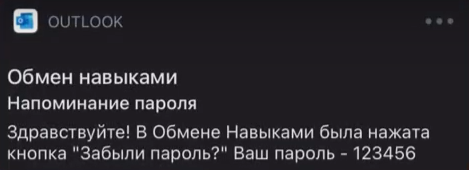 OUTLOOK
Обмен навыками
Напоминание пароля
Здравствуйте! В Обмене Навыками была нажата
кнопка "Забыли пароль?" Ваш пароль - 123456